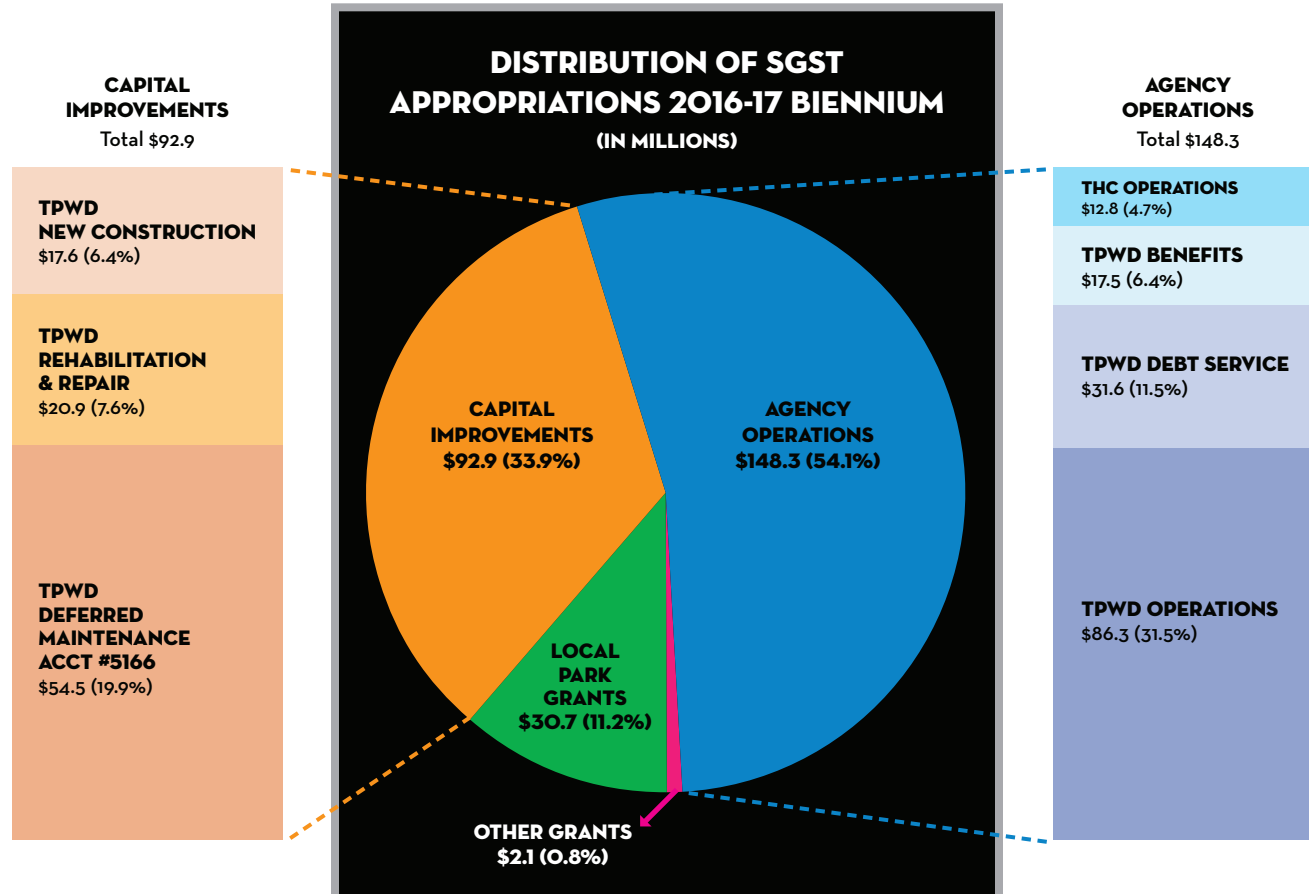 DISTRIBUTION OF SGST
APPROPRIATIONS 2016-17 BIENNIUM
(IN MILLIONS)
CAPITAL
IMPROVEMENTS
Total $92.9
TPWD
NEW CONSTRUCTION
$17.6 (6.4%)
TPWD
REHABILITATION
& REPAIR
$20.9 (7.6%)
TPWD
DEFERRED
MAINTENANCE
ACCT #5166
$54.5 (19.9%)
CAPITAL
IMPROVEMENTS
$92.9 (33.9%)
AGENCY
OPERATIONS
$148.3 (54.1%)
LOCAL
PARK
GRANTS
$30.7 (11.2%)
OTHER GRANTS
$2.1 (0.8%)
AGENCY
OPERATIONS
Total $148.3
THC OPERATIONS
$12.8 (4.7%)
TPWD BENEFITS
$17.5 (6.4%)
TPWD DEBT SERVICE
$31.6 (11.5%)
TPWD OPERATIONS
$86.3 (31.5%)